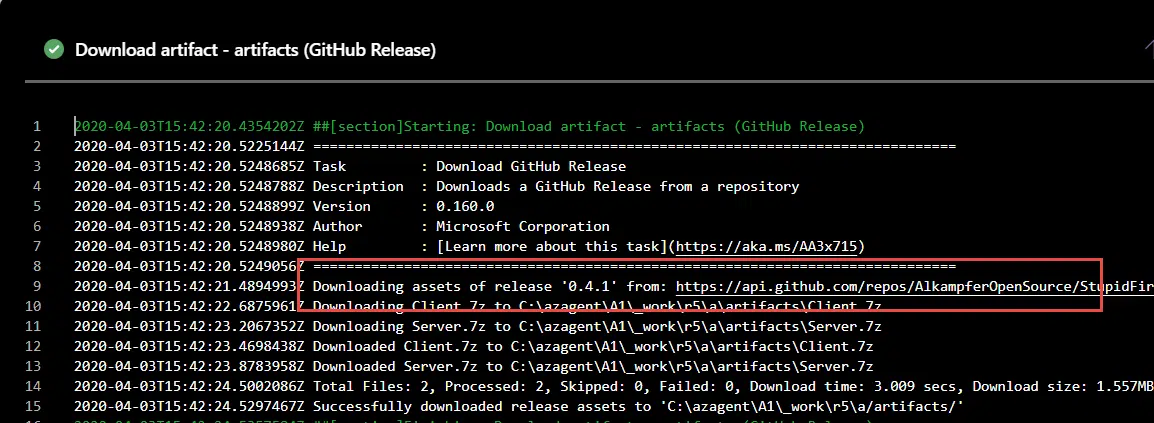 Download artifact - artifacts (GitHub Release)
1 2020-04-03T15:42:20.4354202Z ##[section]Starting: Download artifact - artifacts (GitHub Release)
2 2020-04-03T15:42:20.5225144Z ==============================================================================
3 2020-04-03T15:42:20.5248685Z Task : Download GitHub Release
4 2020-04-03T15:42:20.5248788Z Description : Downloads a GitHub Release from a repository
5 2020-04-03T15:42:20.5248899Z Version : 0.160.0
6 2020-04-03T15:42:20.5248938Z Author : Microsoft Corporation
7 2020-04-03T15:42:20.5248980Z Help : [Learn more about this task](https://aka.ms/AA3x715)
8 2020-04-03T15:42:20.5249056Z ==============================================================================
9 2020-04-03T15:42:21.4894993Z Downloading assets of release '0.4.1' from: https://api.github.com/repos/AlkampferOpenSource/StupidFir
10 2020-04-03T15:42:22.6875961Z Downloading Client.7z to C:\azagent\A1\_work\r5\a\artifacts\Client.7z
11 2020-04-03T15:42:23.2067352Z Downloading Server.7z to C:\azagent\A1\_work\r5\a\artifacts\Server.7z
12 2020-04-03T15:42:23.4698438Z Downloaded Client.7z to C:\azagent\A1\_work\r5\a\artifacts\Client.7z
13 2020-04-03T15:42:23.8783958Z Downloaded Server.7z to C:\azagent\A1\_work\r5\a\artifacts\Server.7z
14 2020-04-03T15:42:24.5002086Z Total Files: 2, Processed: 2, Skipped: 0, Failed: 0, Download time: 3.009 secs, Download size: 1.557MB
15 2020-04-03T15:42:24.5297467Z Successfully downloaded release assets to 'C:\azagent\A1\_work\r5\a/artifacts/'